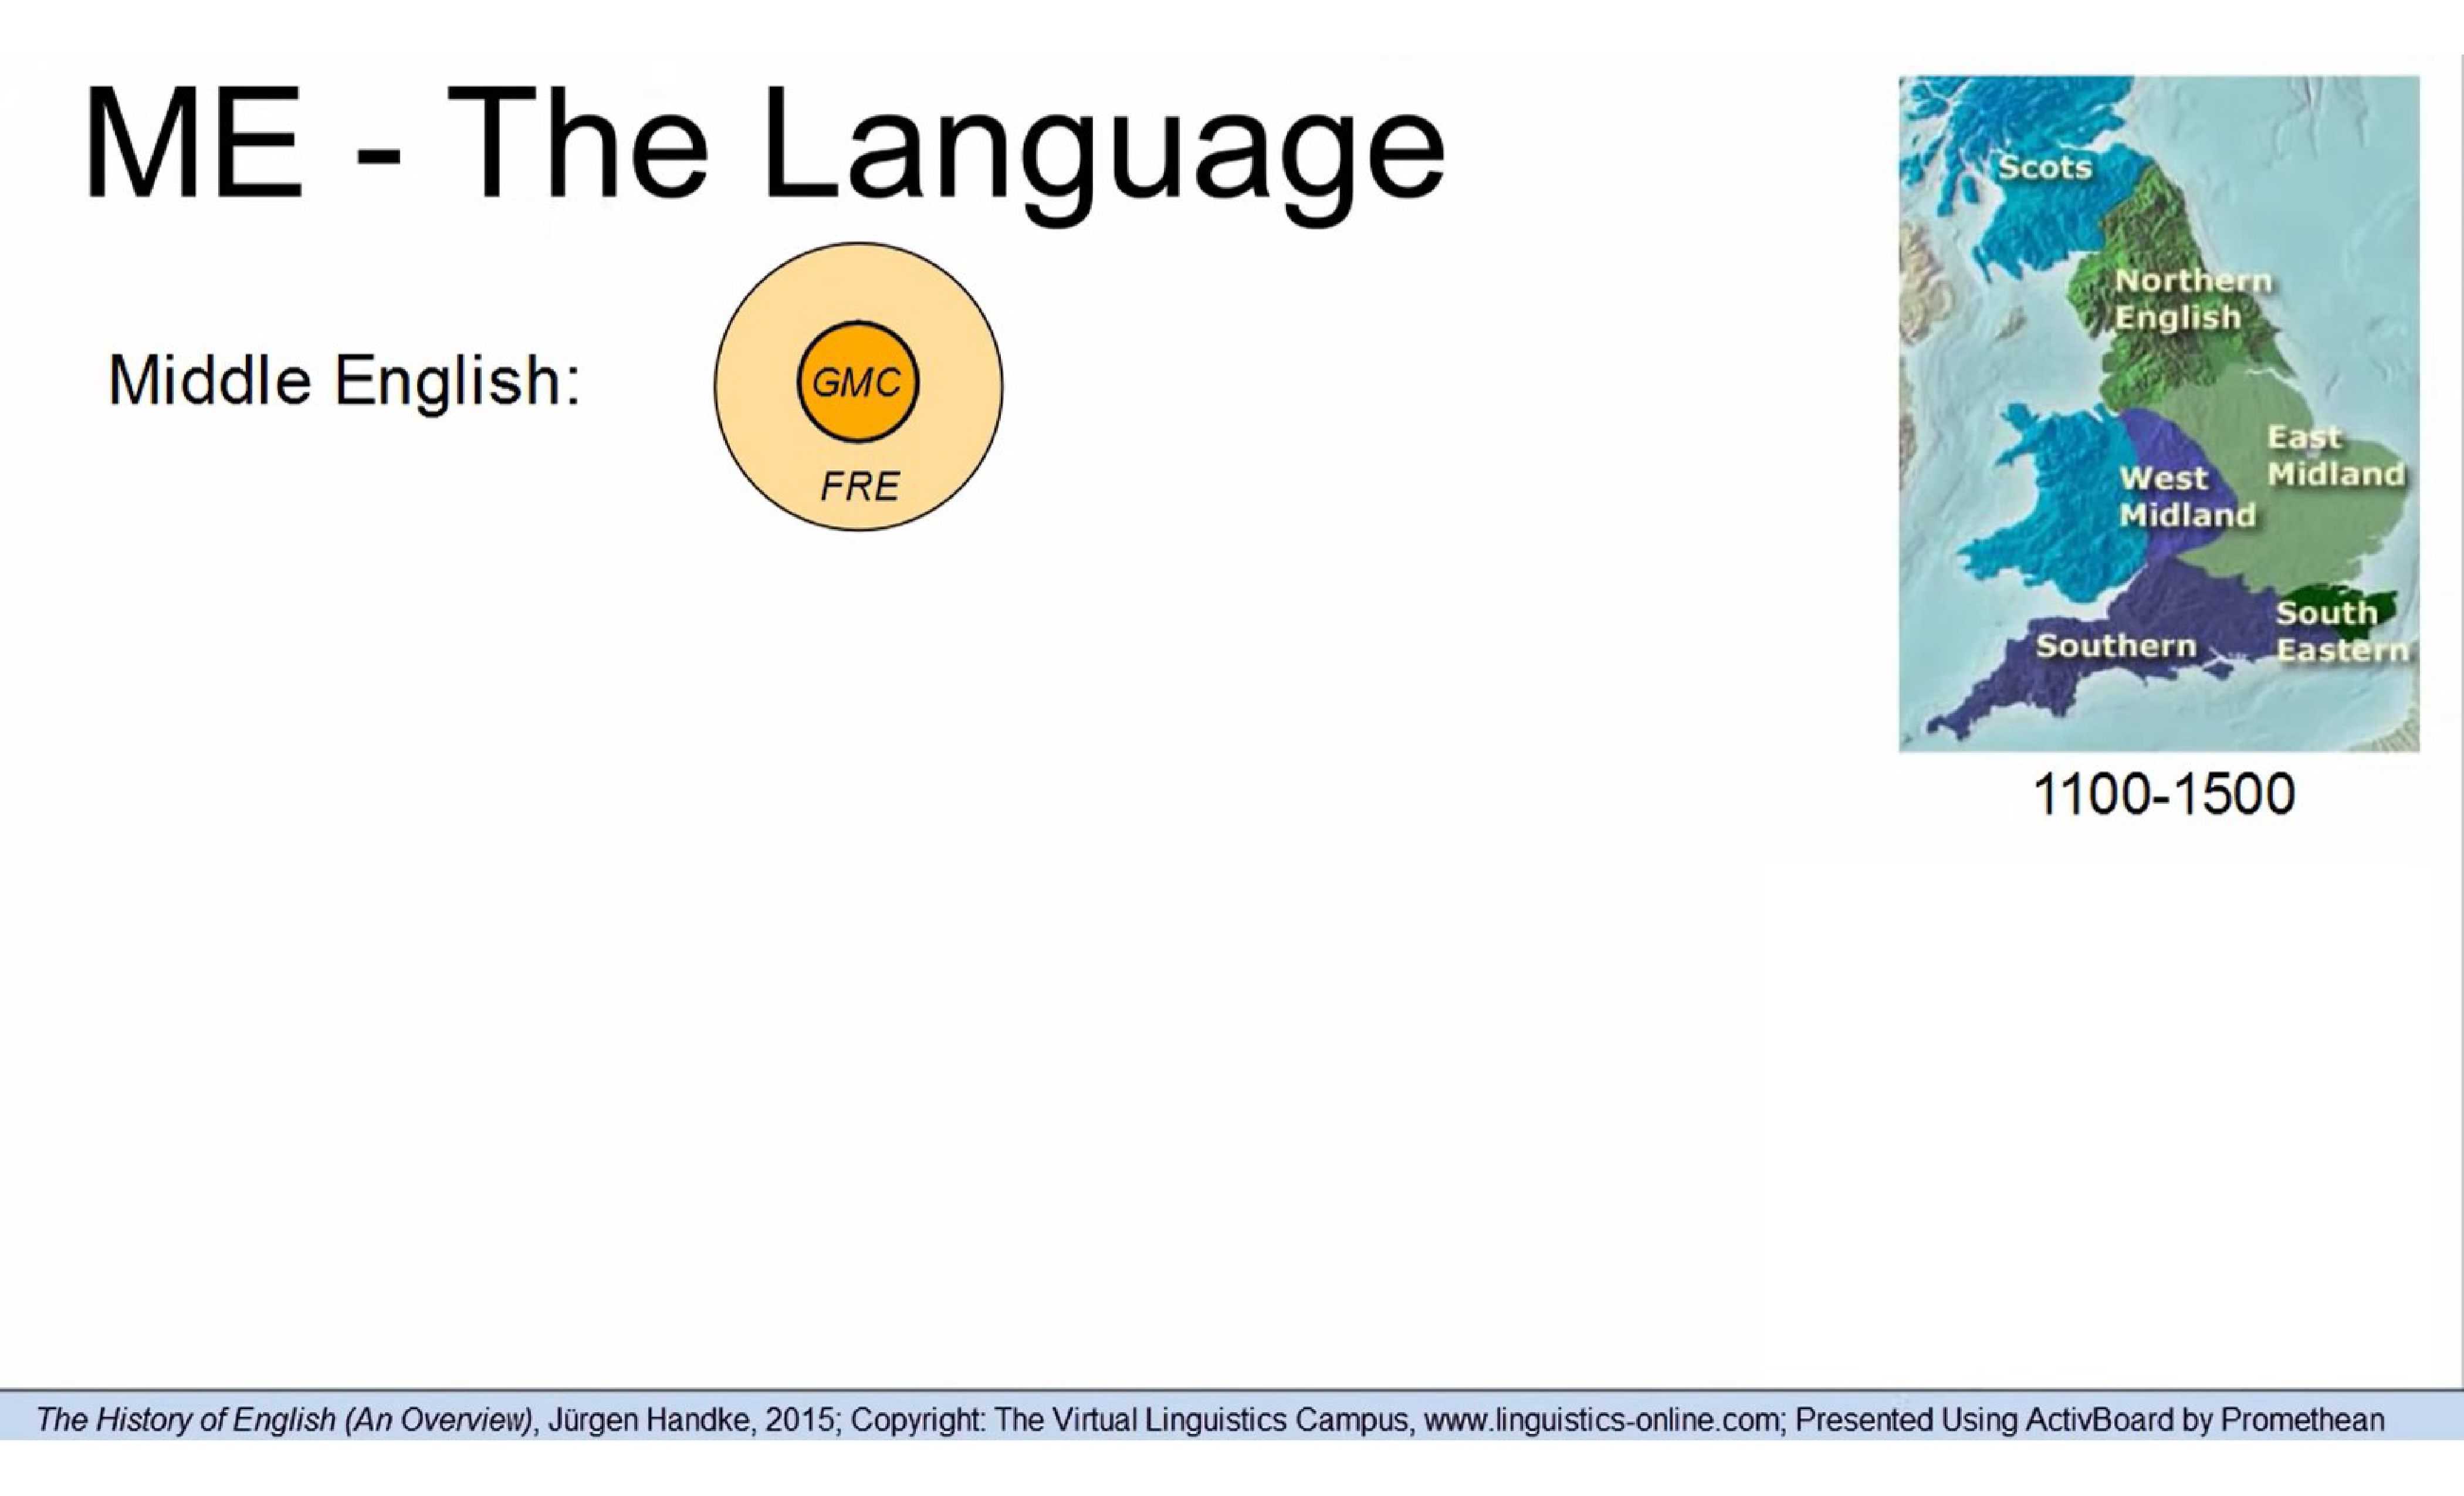 ME - The Language
Middle English:
GMC
FRE
Scots
Northern
English
East
Midland
West
Midland
South
Eastern
Southern
1100-1500
The History of English (An Overview), Jürgen Handke, 2015; Copyright: The Virtual Linguistics Campus, www.linguistics-online.com; Presented Using ActivBoard by Promethean